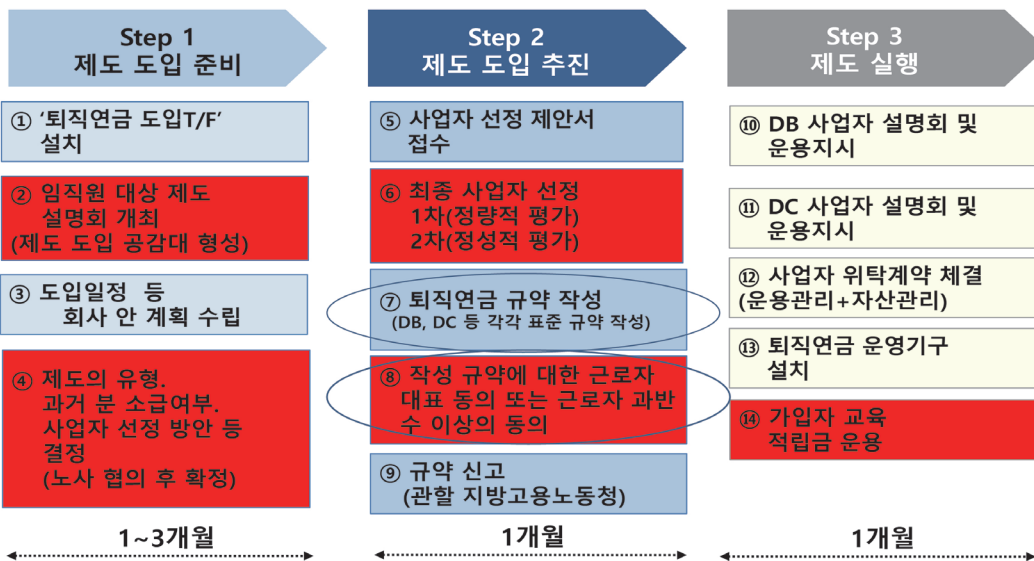 Step 1
제도 도입 준비
① ‘퇴직연금 도입T/F’
설치
② 임직원 대상 제도
설명회 개최
(제도 도입 공감대 형성)
③ 도입일정 등
회사 안 계획 수립
④ 제도의 유형.
과거 분 소급여부.
사업자 선정 방안 등
결정
(노사 협의 후 확정)
1~3개월
Step 2
제도 도입 추진
⑤ 사업자 선정 제안서
접수
⑥ 최종 사업자 선정
1차(정량적 평가)
2차(정성적 평가)
⑦ 퇴직연금 규약 작성
(DB, DC 등 각각 표준 규약 작성)
⑧ 작성 규약에 대한 근로자
대표 동의 또는 근로자 과반
수 이상의 동의
⑨ 규약 신고
(관할 지방고용노동청)
1개월
Step 3
제도 실행
⑩ DB 사업자 설명회 및
운용지시
⑪ DC 사업자 설명회 및
운용지시
⑫ 사업자 위탁계약 체결
(운용관리+자산관리)
⑬ 퇴직연금 운영기구
설치
⑭ 가입자 교육
적립금 운용
1개월